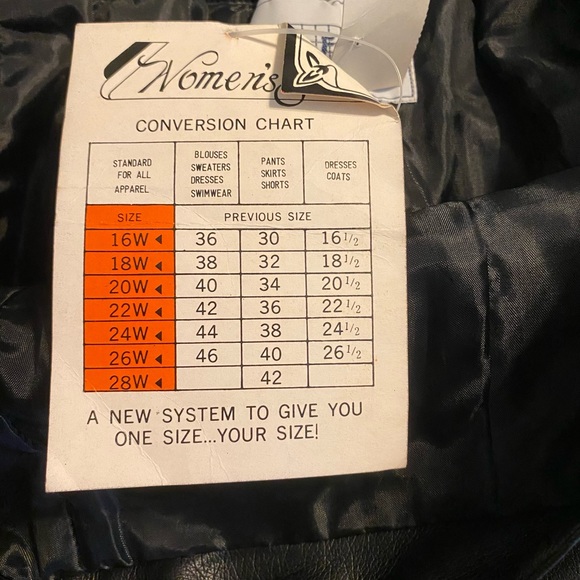 Women's
CONVERSION CHART
STANDARD FOR ALL APPAREL BLOUSES SWEATERS DRESSES SWIMWEAR PANTS SKIRTS SHORTS DRESSES COATS
SIZE PREVIOUS SIZE
16W 36 30 16 1/2
18W 38 32 18 1/2
20W 40 34 20 1/2
22W 42 36 22 1/2
24W 44 38 24 1/2
26W 46 40 26 1/2
28W 42
A NEW SYSTEM TO GIVE YOU
ONE SIZE...YOUR SIZE!